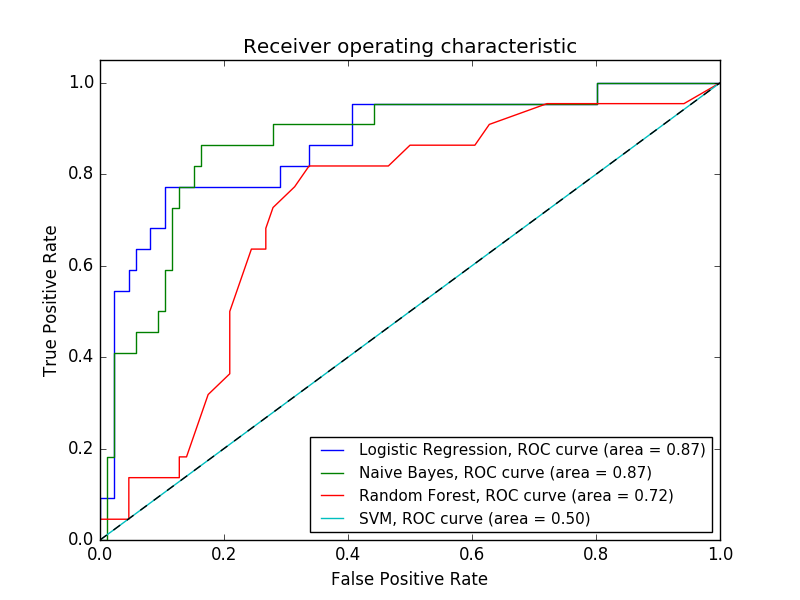 Receiver operating characteristic
True Positive Rate
1.0
0.8
0.6
0.4
0.2
0.0
Logistic Regression, ROC curve (area = 0.87)
Naive Bayes, ROC curve (area = 0.87)
Random Forest, ROC curve (area = 0.72)
SVM, ROC curve (area = 0.50)
0.0 0.2 0.4 0.6 0.8 1.0
False Positive Rate